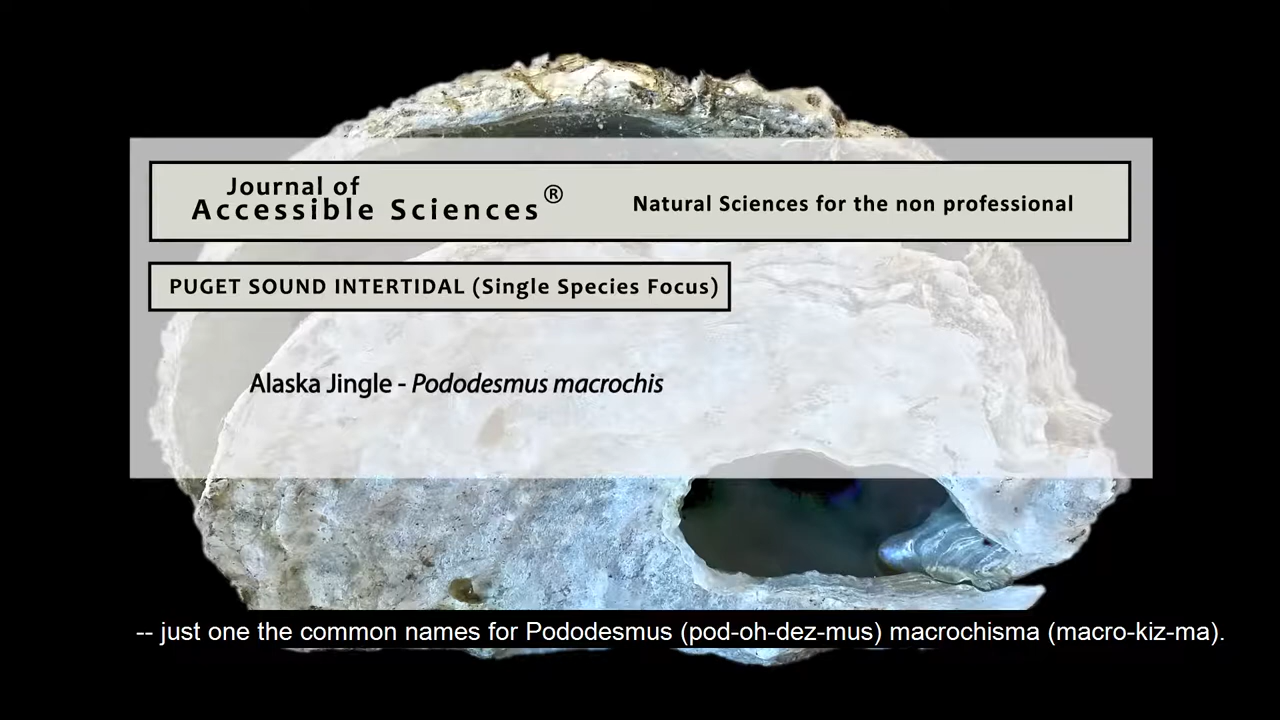 Journal of
Accessible Sciences®
Natural Sciences for the non professional
PUGET SOUND INTERTIDAL (Single Species Focus)
Alaska Jingle - Pododesmus macrochis
-- just one the common names for Pododesmus (pod-oh-dez-mus) macrochisma (macro-kiz-ma).